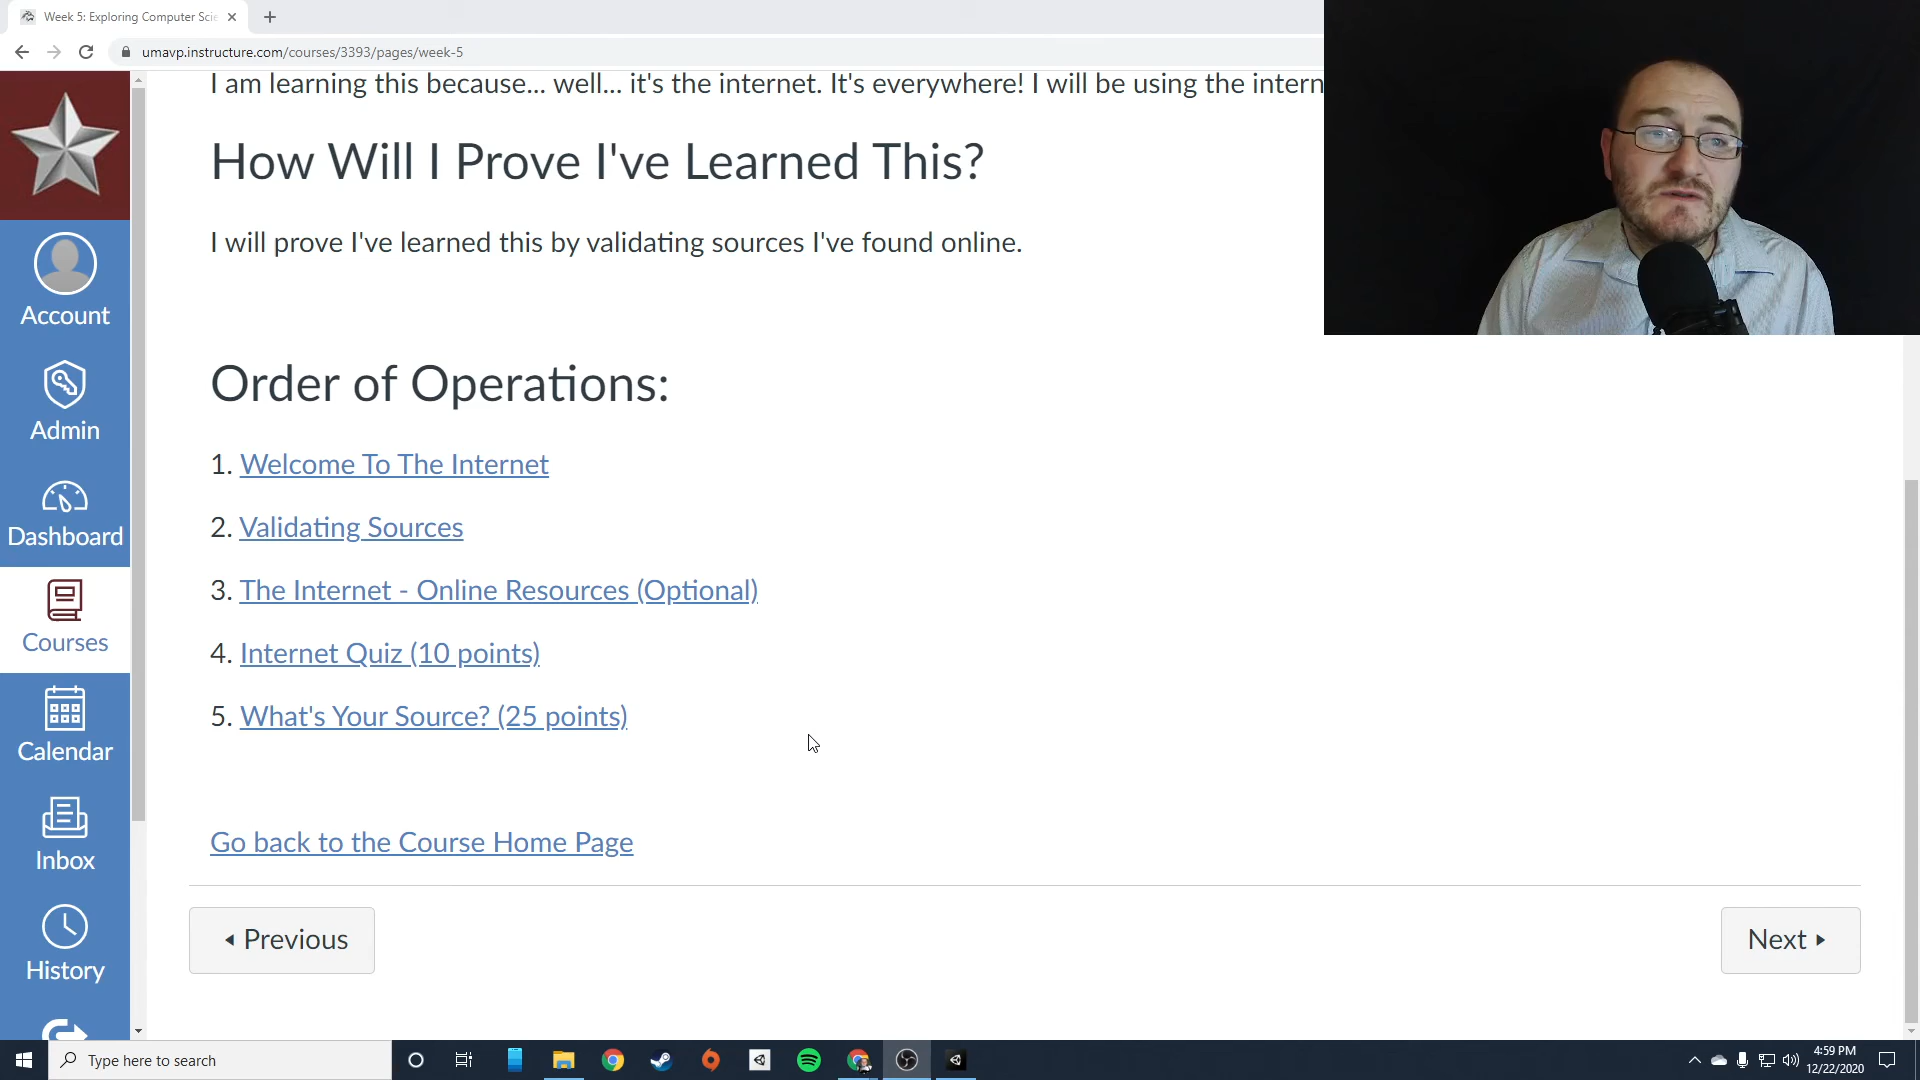 Week 5: Exploring Computer Scie
umavp.instructure.com/courses/3393/pages/week-5
I am learning this because... well... it's the internet. It's everywhere! I will be using the intern
How Will I Prove I've Learned This?
I will prove I've learned this by validating sources I've found online.
Order of Operations:
1. Welcome To The Internet
2. Validating Sources
3. The Internet - Online Resources (Optional)
4. Internet Quiz (10 points)
5. What's Your Source? (25 points)
Go back to the Course Home Page
Previous
Next
Account
Admin
Dashboard
Courses
Calendar
Inbox
History
Type here to search
4:59 PM
12/22/2020